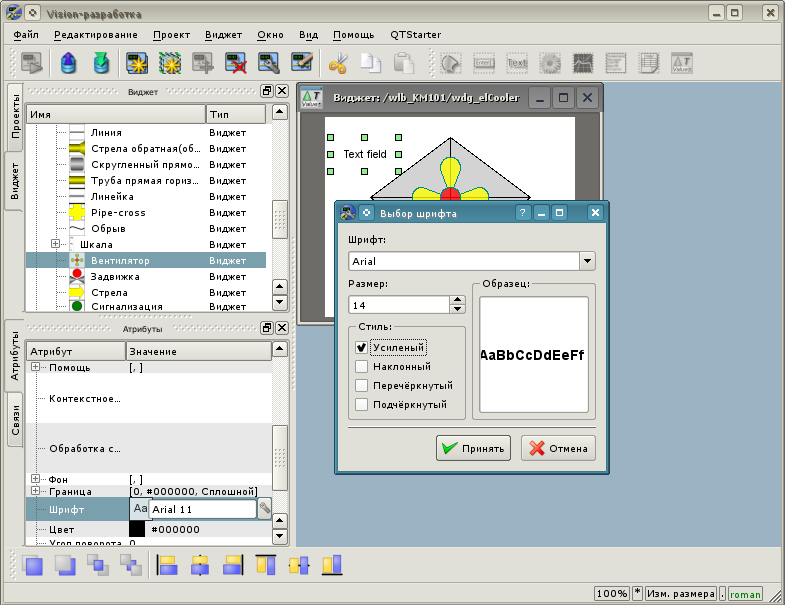 Vision-разработка
Файл Редактирование Проект Виджет Окно Вид Помощь QTStarter
Проекты
Виджет
Виджет
Имя Тип
Линия Виджет
Стрела обратная(об... Виджет
Скругленный прямо... Виджет
Труба прямая гориз... Виджет
Линейка Виджет
Pipe-cross Виджет
Обрыв Виджет
Шкала Виджет
Вентилятор Виджет
Задвижка Виджет
Стрела Виджет
Сигнализация Виджет
Атрибуты
Связи
Атрибуты
Атрибут Значение
Помощь [, ]
Контекстное...
Обработка с...
Фон [, ]
Граница [0, #000000, Сплошной]
Шрифт Aa Arial 11
Цвет #000000
Угол поворота 0
Виджет: /wlb_KM101/wdg_elCooler
Text field
Выбор шрифта
Шрифт:
Arial
Размер:
14
Стиль:
Усиленый
Наклонный
Перечёркнутый
Подчёркнутый
Образец:
AaBbCcDdEeFf
Принять Отмена
100% * Изм. размера . roman